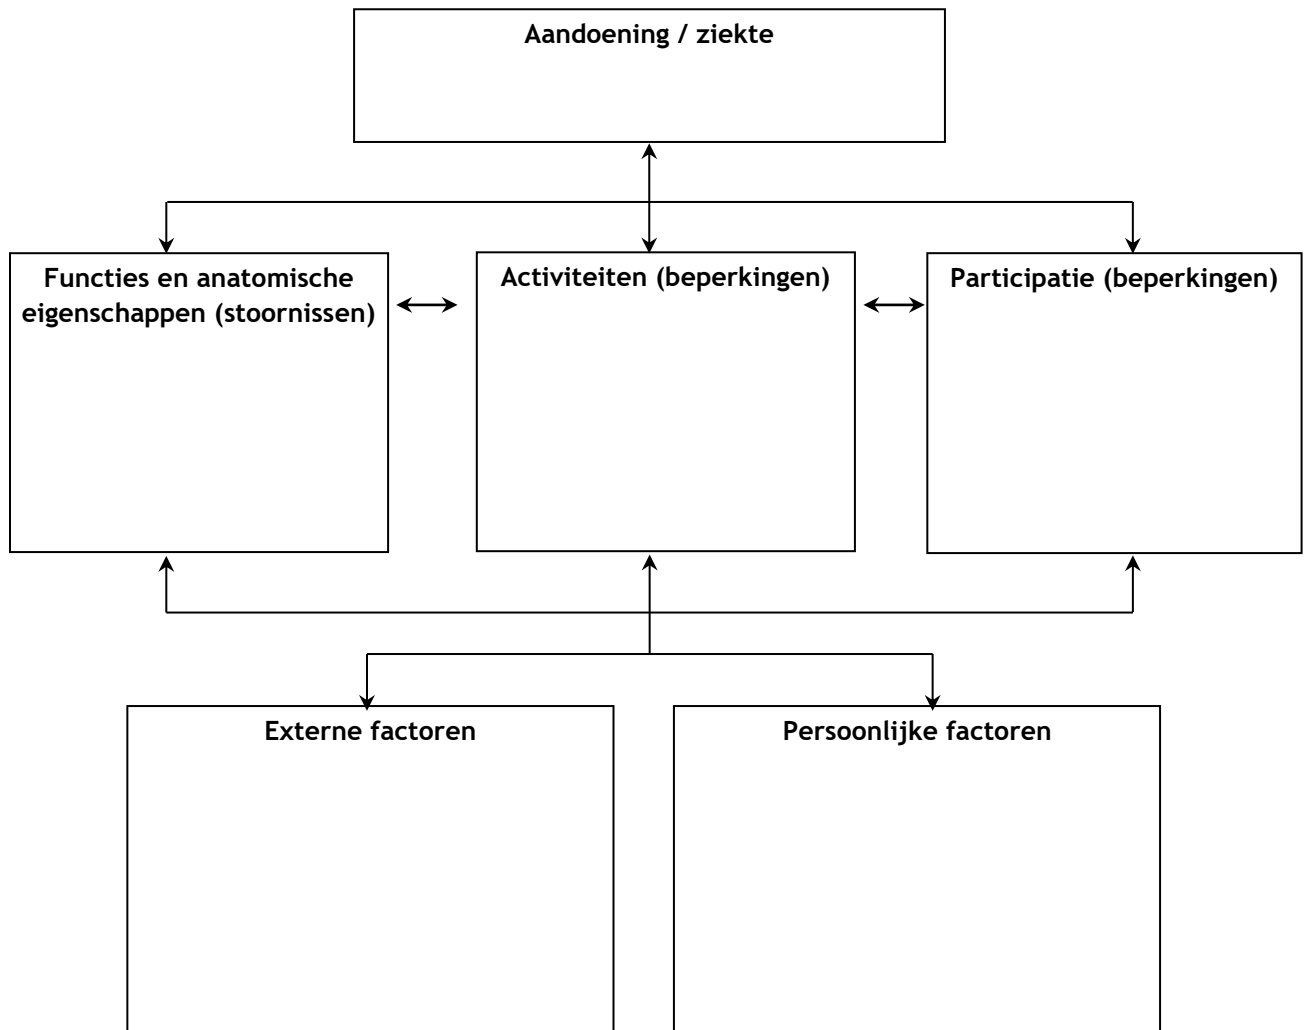 Aandoening / ziekte
Functies en anatomische
eigenschappen (stoornissen)
Activiteiten (beperkingen)
Participatie (beperkingen)
Externe factoren
Persoonlijke factoren